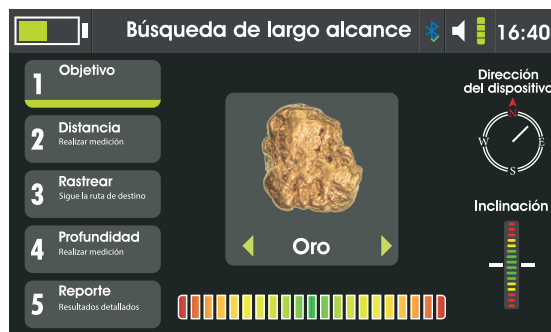 Búsqueda de largo alcance
16:40
1 Objetivo
2 Distancia
Realizar medición
3 Rastrear
Sigue la ruta de destino
4 Profundidad
Realizar medición
5 Reporte
Resultados detallados
Oro
Dirección
del dispositivo
N
W E
S
Inclinación